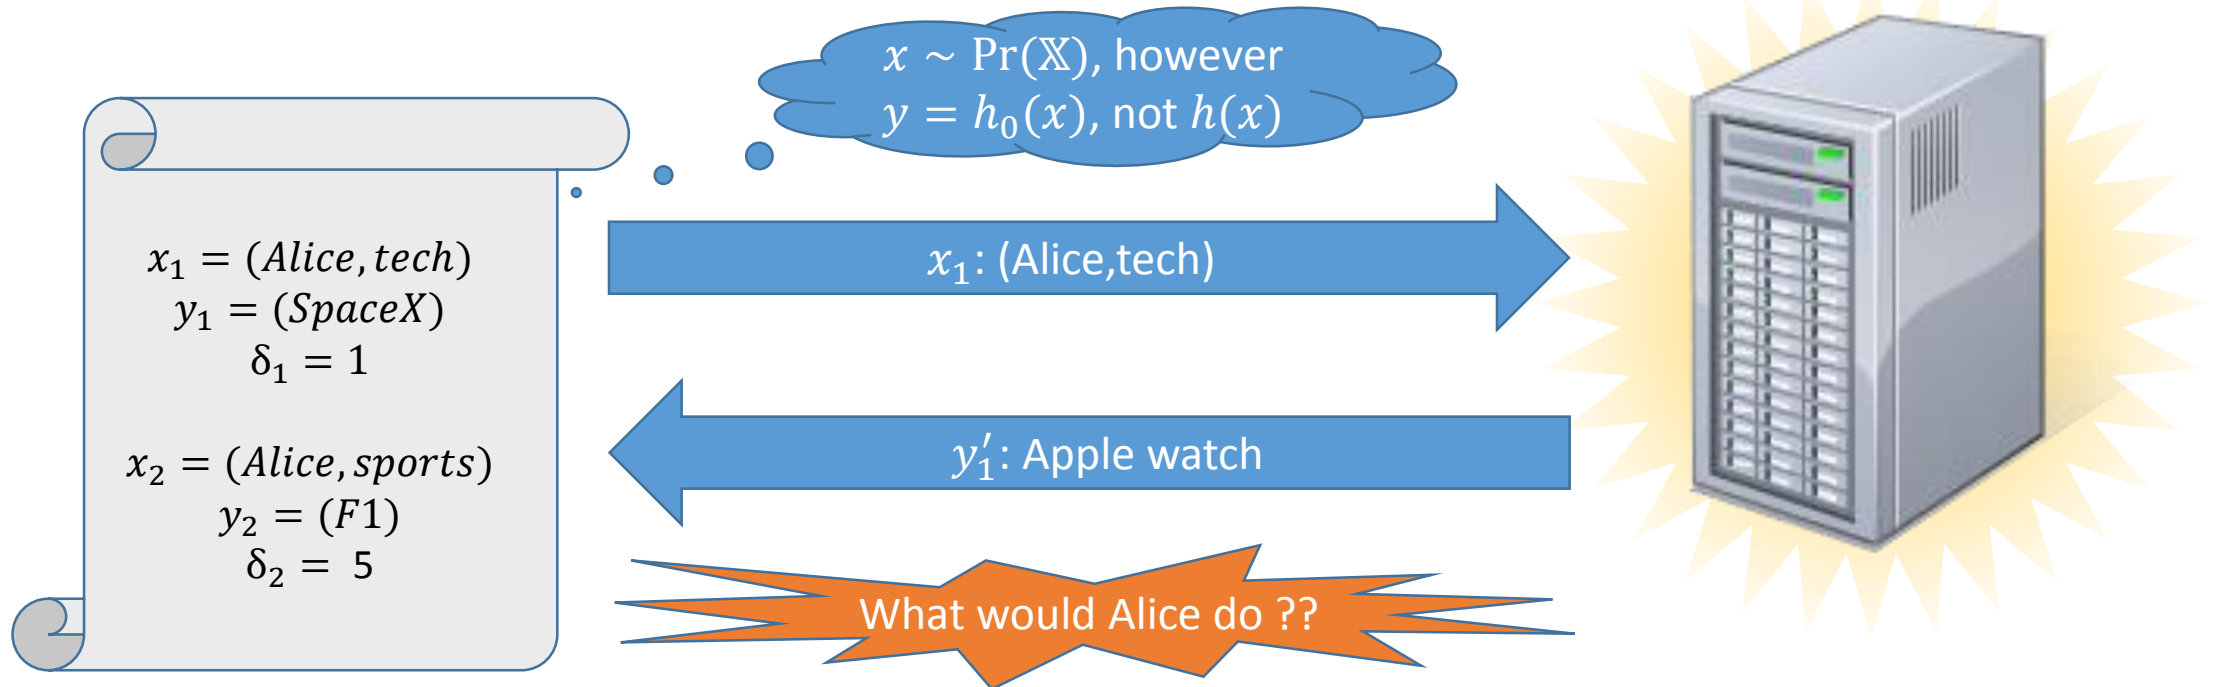 x ~ Pr(𝕏), however
y = h₀(x), not h(x)
x₁ = (Alice, tech)
y₁ = (SpaceX)
δ₁ = 1
x₂ = (Alice, sports)
y₂ = (F1)
δ₂ = 5
x₁: (Alice,tech)
y₁′: Apple watch
What would Alice do ??